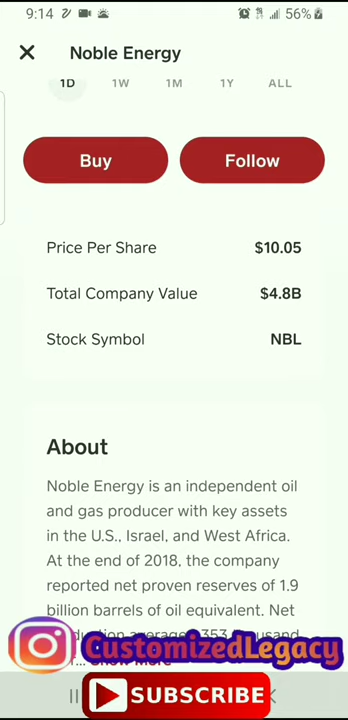 9:14 56%
Noble Energy
1D 1W 1M 1Y ALL
Buy Follow
Price Per Share $10.05
Total Company Value $4.8B
Stock Symbol NBL
About
Noble Energy is an independent oil
and gas producer with key assets
in the U.S., Israel, and West Africa.
At the end of 2018, the company
reported net proven reserves of 1.9
billion barrels of oil equivalent. Net
353 thousand
CustomizedLegacy
SUBSCRIBE